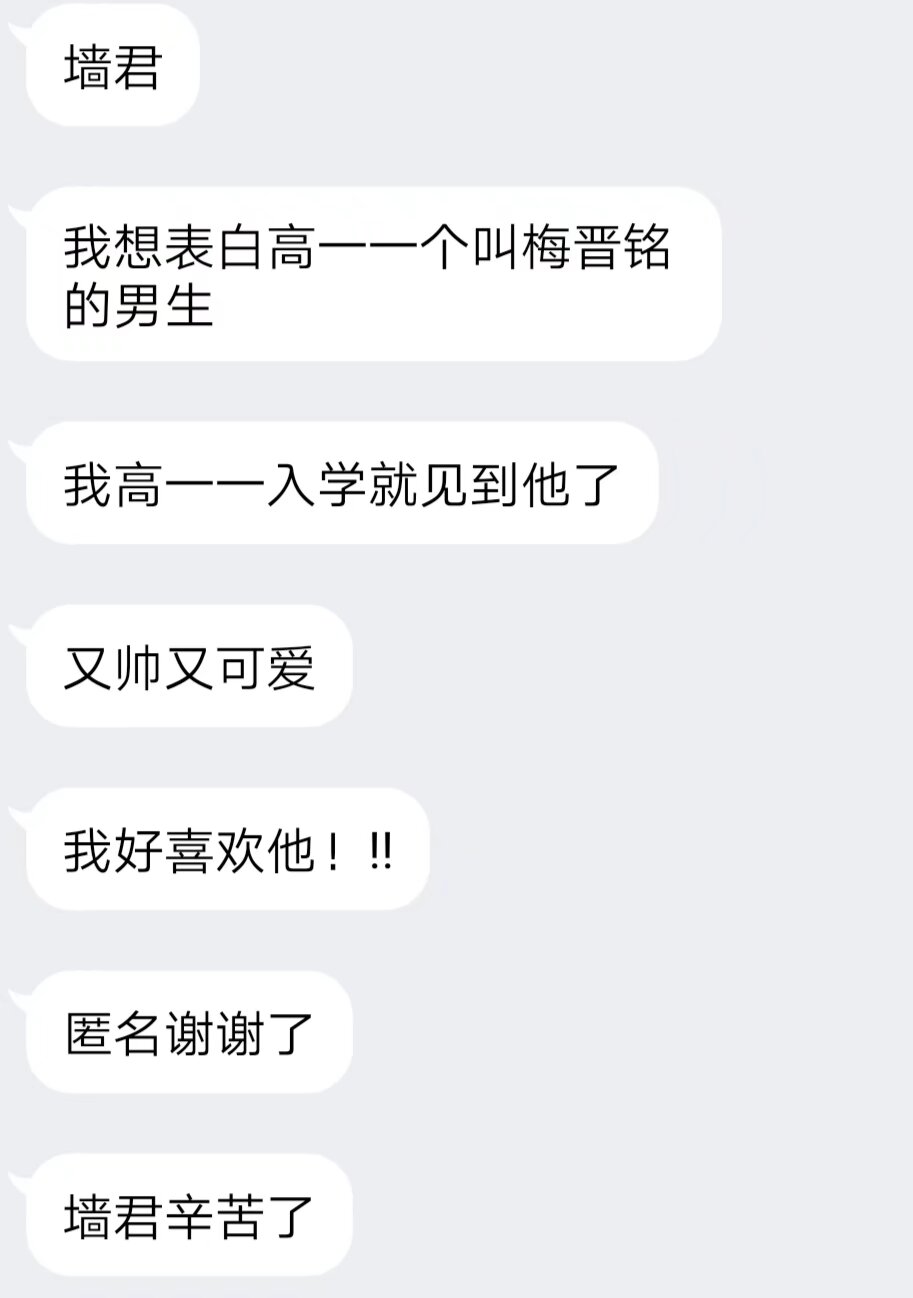 墙君
我想表白高一一个叫梅晋铭
的男生
我高一一入学就见到他了
又帅又可爱
我好喜欢他！!!
匿名谢谢了
墙君辛苦了